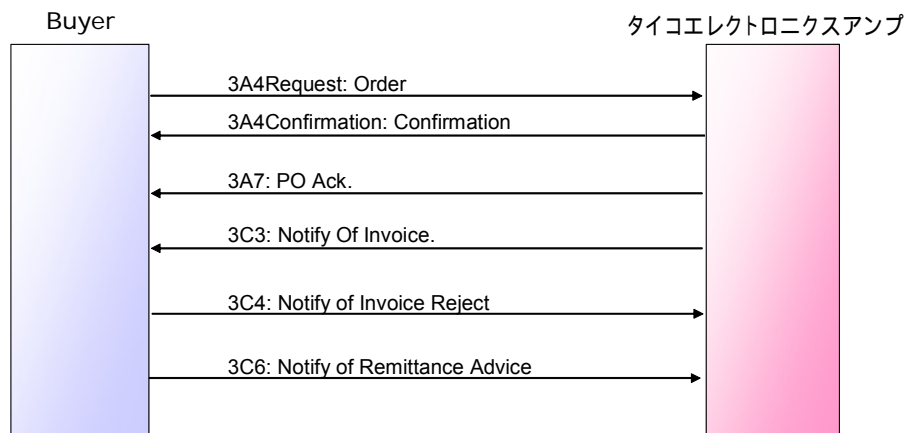 Buyer
タイコエレクトロニクスアンプ
3A4Request: Order
3A4Confirmation: Confirmation
3A7: PO Ack.
3C3: Notify Of Invoice.
3C4: Notify of Invoice Reject
3C6: Notify of Remittance Advice